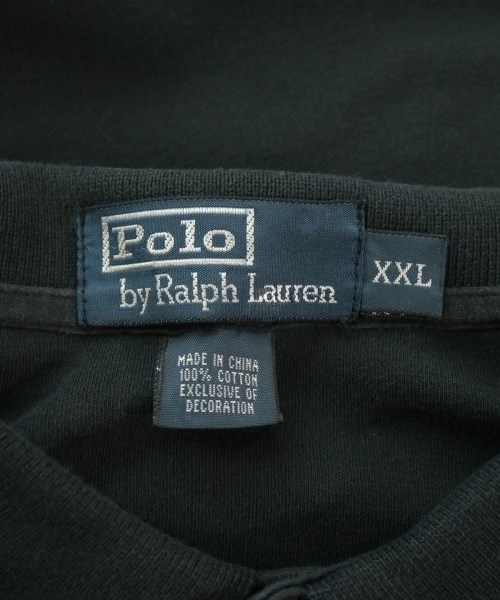 Polo
by Ralph Lauren
XXL
MADE IN CHINA
100% COTTON
EXCLUSIVE OF
DECORATION